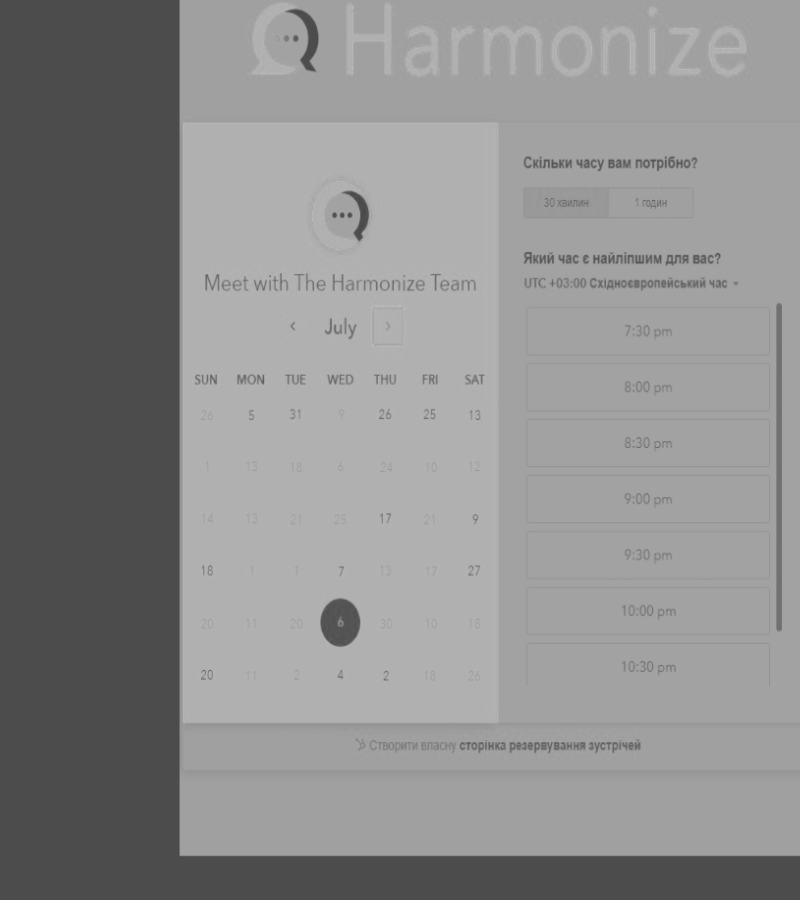 Harmonize
Meet with The Harmonize Team
July
SUN MON TUE WED THU FRI SAT
26 5 31 9 26 25 13
1 13 18 6 24 10 12
14 13 21 25 17 21 9
18 1 1 7 13 17 27
20 11 20 6 30 10 18
20 11 2 4 2 18 26
Скільки часу вам потрібно?
30 хвилин 1 годин
Який час є найліпшим для вас?
UTC +03:00 Східноєвропейський час
7:30 pm
8:00 pm
8:30 pm
9:00 pm
9:30 pm
10:00 pm
10:30 pm
Створити власну сторінка резервування зустрічей